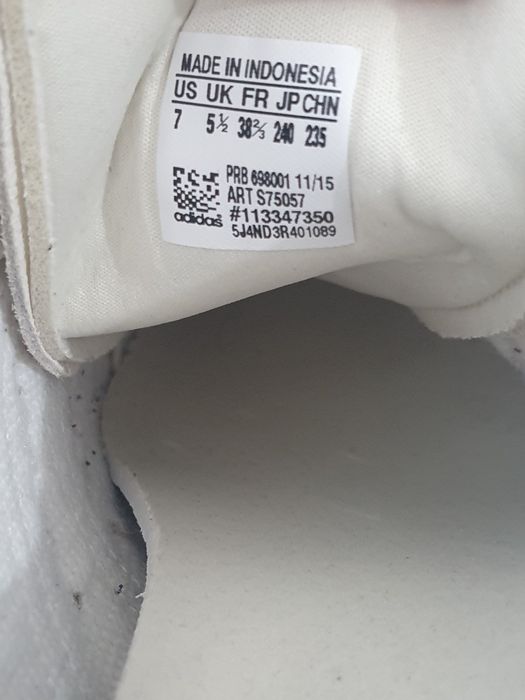 MADE IN INDONESIA
US UK FR JP CHN
7 5½ 38⅔ 240 235
PRB 698001 11/15
ART S75057
#113347350
adidas
5J4ND3R401089